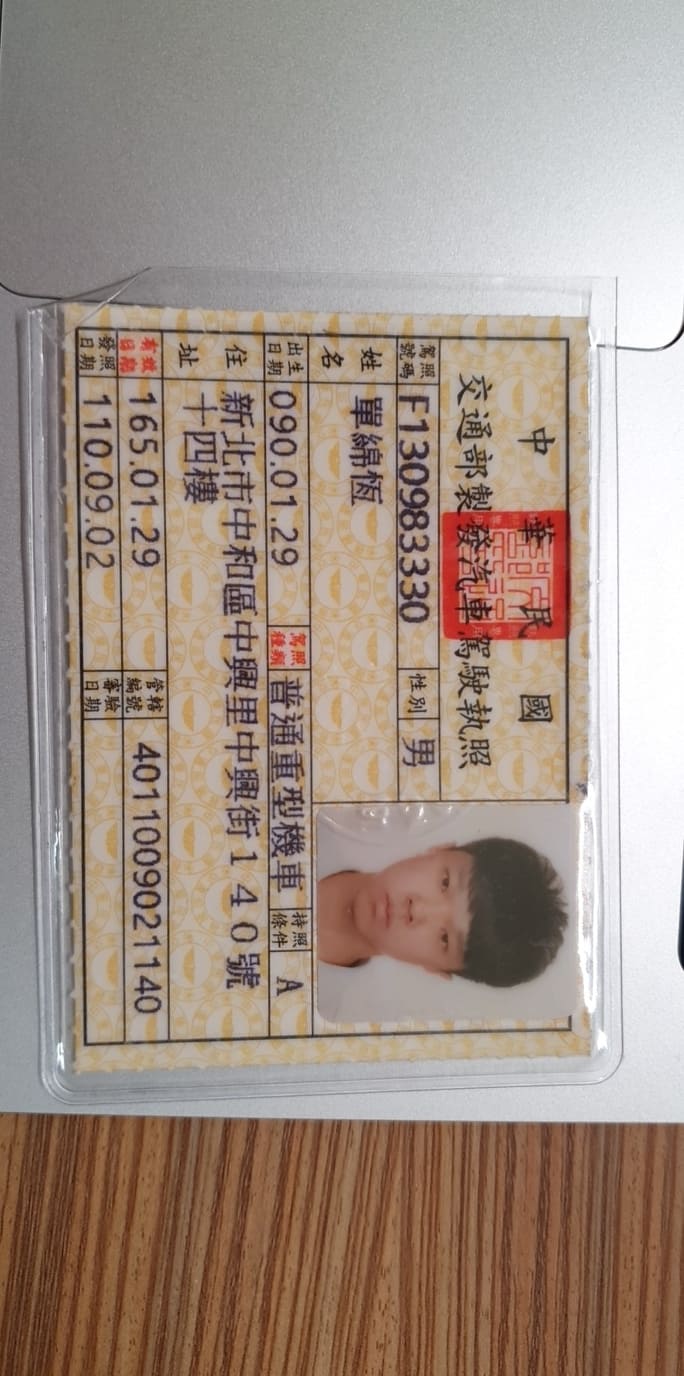 中華民國
交通部製發汽車駕駛執照
駕照號碼 F130983330 性別 男
姓名 單綿恆
出生日期 090.01.29 駕照種類 普通重型機車 持照條件 A
住址 新北市中和區中興里中興街140號
十四樓
有效日期 165.01.29 管轄編號 4011009021140
發照日期 110.09.02 審驗日期